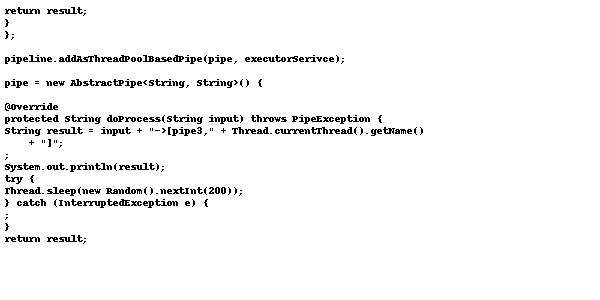 return result;
}
};
pipeline.addAsThreadPoolBasedPipe(pipe, executorSerivce);
pipe = new AbstractPipe<String, String>() {
@Override
protected String doProcess(String input) throws PipeException {
String result = input + "->[pipe3," + Thread.currentThread().getName()
+ "]";
;
System.out.println(result);
try {
Thread.sleep(new Random().nextInt(200));
} catch (InterruptedException e) {
;
}
return result;